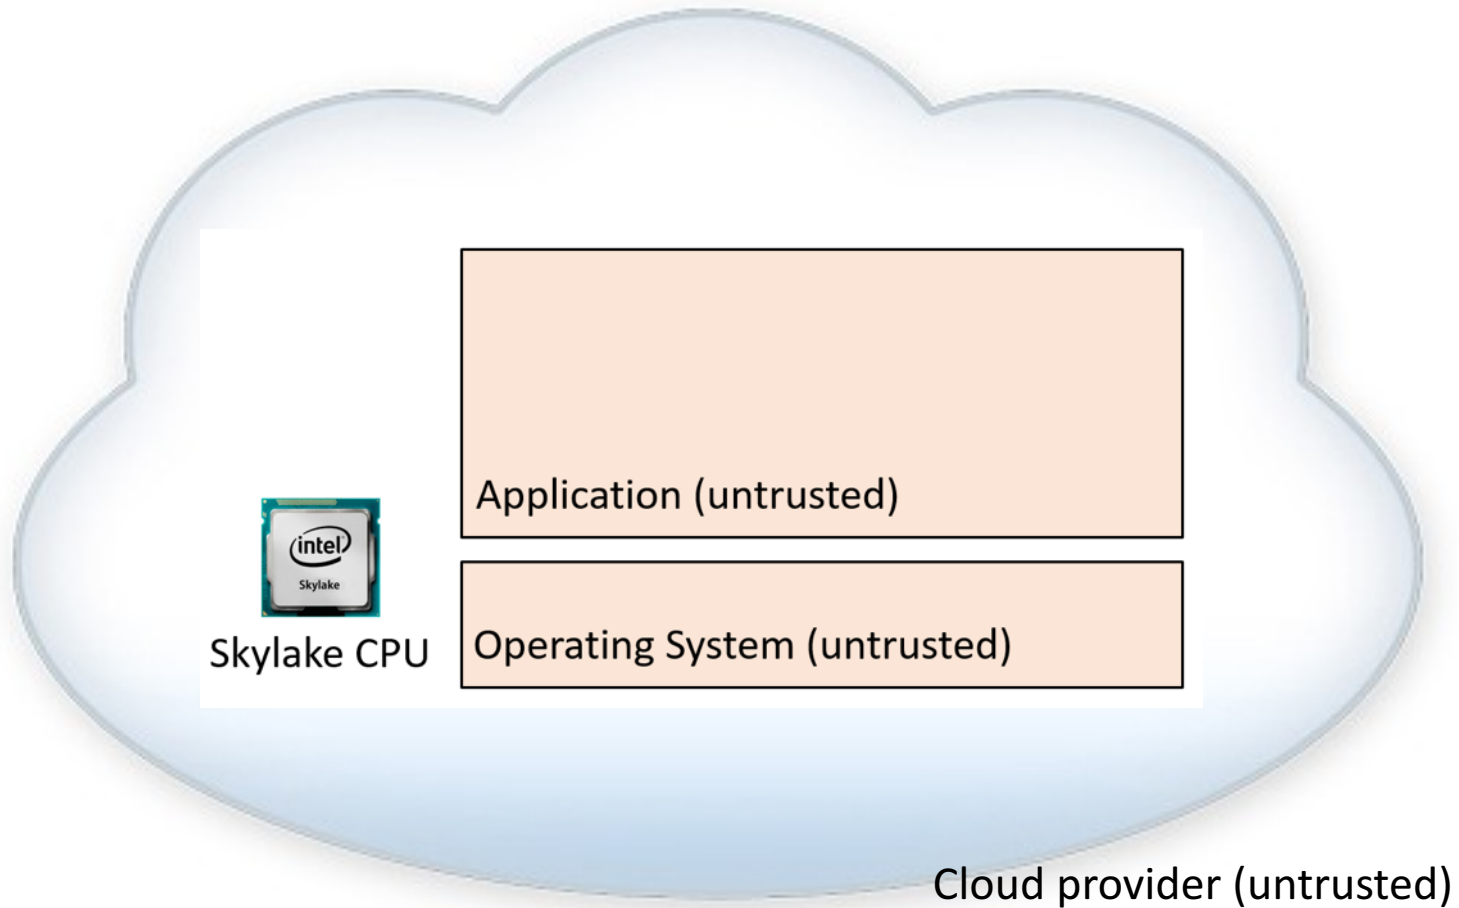 Application (untrusted)
intel
Skylake
Skylake CPU
Operating System (untrusted)
Cloud provider (untrusted)